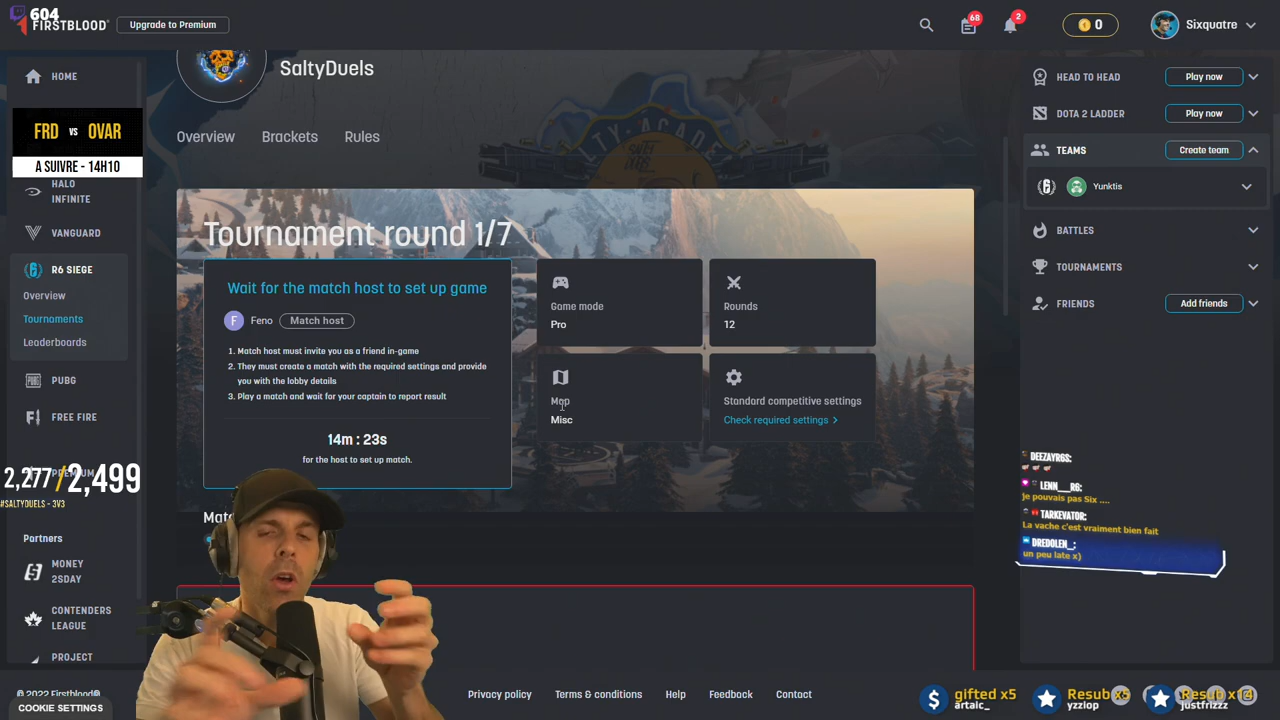 604
FIRSTBLOOD
Upgrade to Premium
68
2
0
Sixquatre
HOME
FRD VS OVAR
A SUIVRE - 14H10
HALO
INFINITE
VANGUARD
R6 SIEGE
Overview
Tournaments
Leaderboards
PUBG
FREE FIRE
PREMIUM
2,277/2,499
#SALTYDUELS - 3V3
Partners
MONEY
2SDAY
CONTENDERS
LEAGUE
PROJECT
© 2022 Firstblood®
COOKIE SETTINGS
SaltyDuels
Overview
Brackets
Rules
Tournament round 1/7
Wait for the match host to set up game
F
Feno
Match host
1. Match host must invite you as a friend in-game
2. They must create a match with the required settings and provide
you with the lobby details
3. Play a match and wait for your captain to report result
14m : 23s
for the host to set up match.
Game mode
Pro
Rounds
12
Map
Misc
Standard competitive settings
Check required settings >
HEAD TO HEAD
Play now
DOTA 2 LADDER
Play now
TEAMS
Create team
Yunktis
BATTLES
TOURNAMENTS
FRIENDS
Add friends
DEEZAYR6S:
LENN___R6:
je pouvais pas Six ....
TARKEVATOR:
La vache c'est vraiment bien fait
DREDOLEN_:
un peu late x)
Privacy policy
Terms & conditions
Help
Feedback
Contact
gifted x5
artaic_
Resub x5
yzziop
Resub x14
justfrizzz